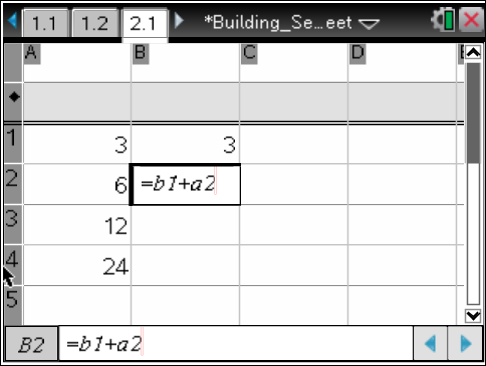 1.1 1.2 2.1 *Building_Se...eet
A B C D
1 3 3
2 6 =b1+a2
3 12
4 24
5
B2 =b1+a2